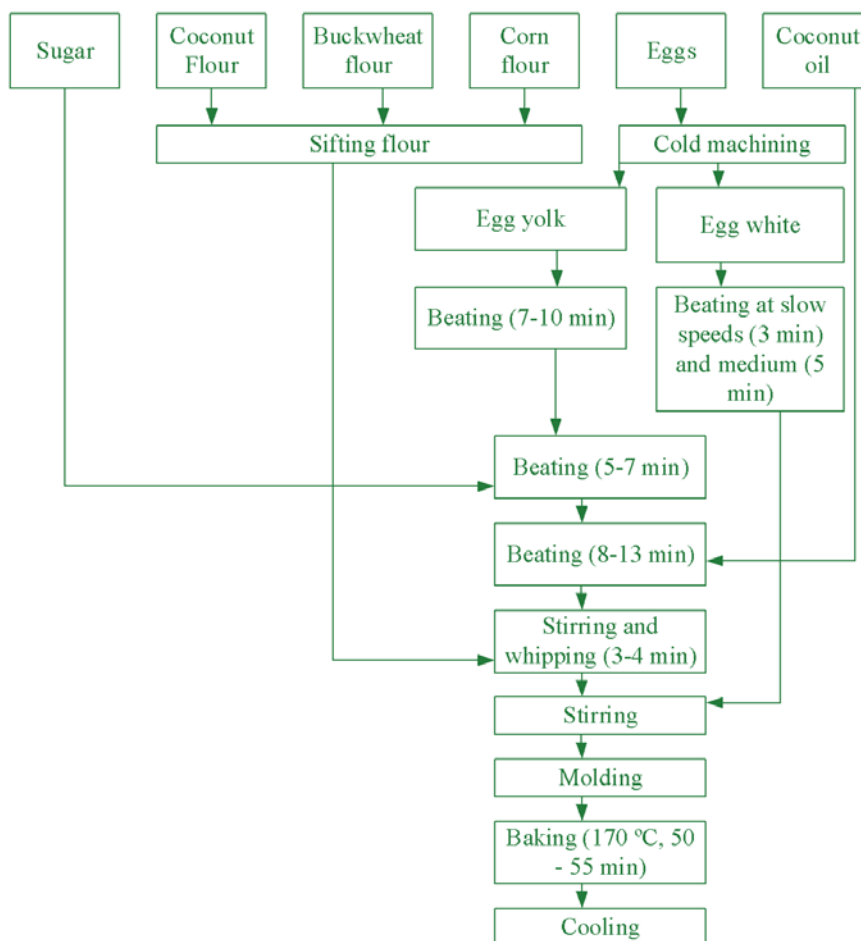 Sugar
Coconut
Flour
Buckwheat
flour
Corn
flour
Eggs
Coconut
oil
Sifting flour
Cold machining
Egg yolk
Egg white
Beating (7-10 min)
Beating at slow
speeds (3 min)
and medium (5
min)
Beating (5-7 min)
Beating (8-13 min)
Stirring and
whipping (3-4 min)
Stirring
Molding
Baking (170 ºC, 50
- 55 min)
Cooling